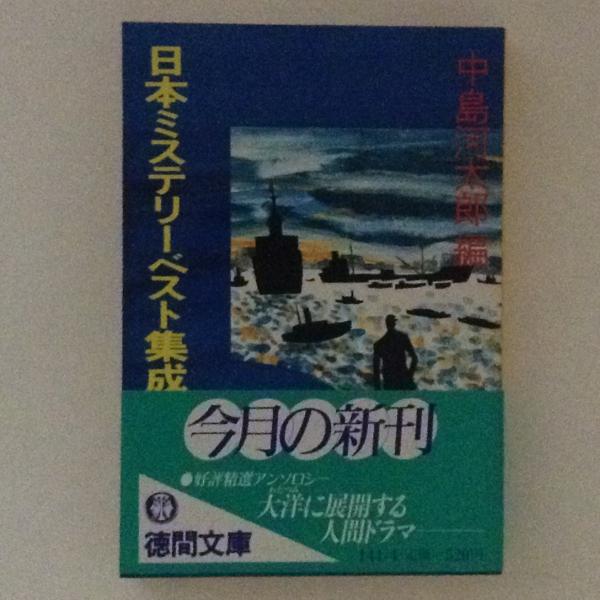 日本ミステリーベスト集成
中島河太郎編
今月の新刊
●好評精選アンソロジー
大洋に展開する
人間ドラマ
徳間文庫